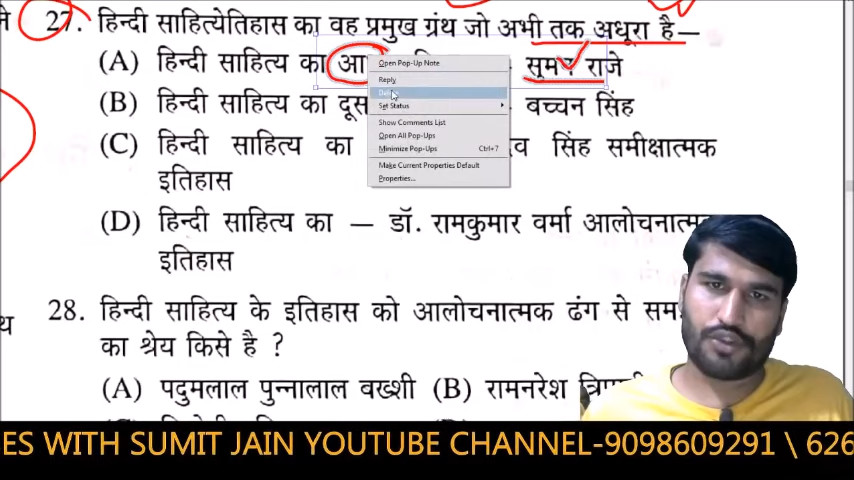 27. हिन्दी साहित्येतिहास का वह प्रमुख ग्रंथ जो अभी तक अधूरा है—
(A) हिन्दी साहित्य का आ
सुमन राजे
Open Pop-Up Note
Reply
Delete
Set Status
Show Comments List
Open All Pop-Ups
Minimize Pop-Ups Ctrl+7
Make Current Properties Default
Properties...
(B) हिन्दी साहित्य का दूस
— बच्चन सिंह
(C) हिन्दी साहित्य का
व सिंह समीक्षात्मक
इतिहास
(D) हिन्दी साहित्य का — डॉ. रामकुमार वर्मा आलोचनात्म
इतिहास
28. हिन्दी साहित्य के इतिहास को आलोचनात्मक ढंग से सम
का श्रेय किसे है ?
(A) पदुमलाल पुन्नालाल वख्शी (B) रामनरेश
ES WITH SUMIT JAIN YOUTUBE CHANNEL-9098609291 \ 626